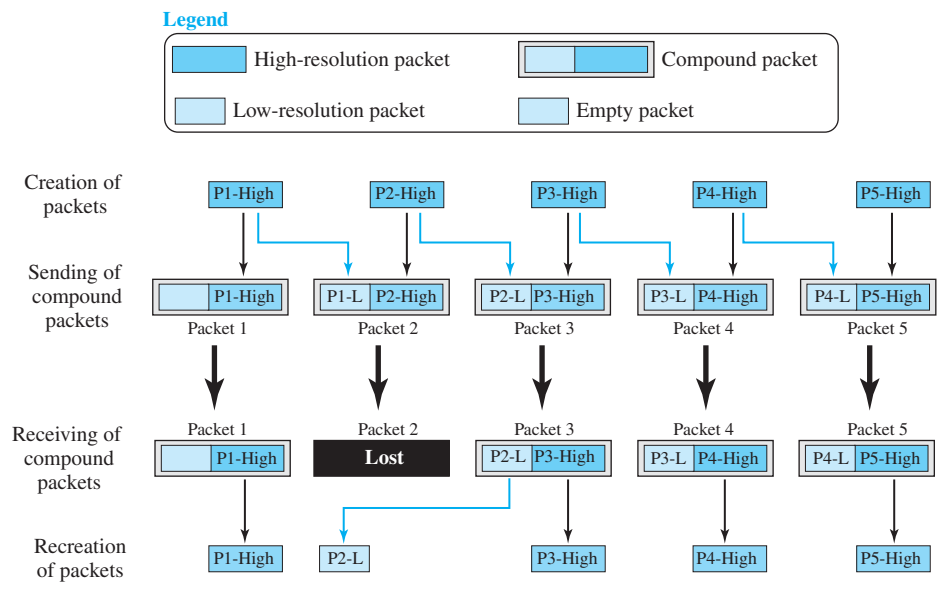 Legend
High-resolution packet
Compound packet
Low-resolution packet
Empty packet
Creation of
packets
P1-High
P2-High
P3-High
P4-High
P5-High
Sending of
compound
packets
P1-High
P1-L P2-High
P2-L P3-High
P3-L P4-High
P4-L P5-High
Packet 1
Packet 2
Packet 3
Packet 4
Packet 5
Receiving of
compound
packets
Packet 1
Packet 2
Packet 3
Packet 4
Packet 5
P1-High
Lost
P2-L P3-High
P3-L P4-High
P4-L P5-High
Recreation
of packets
P1-High
P2-L
P3-High
P4-High
P5-High